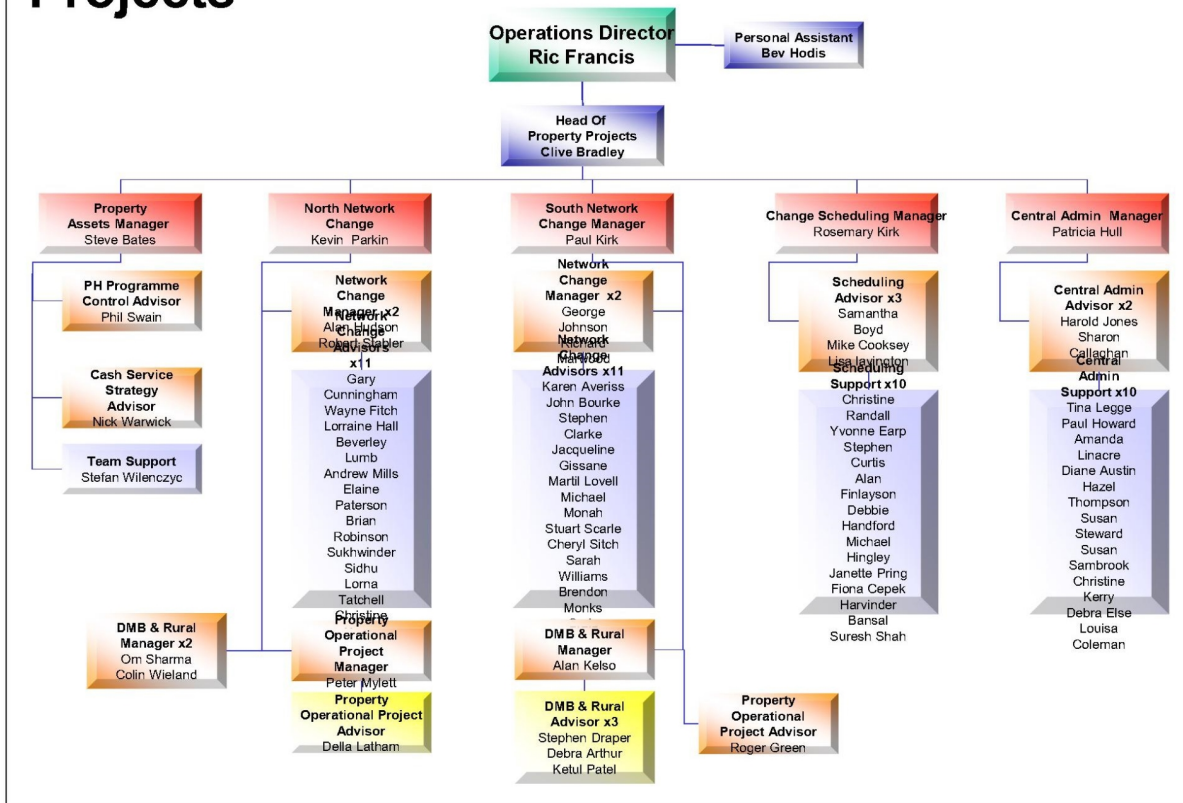 Projects
Operations Director
Ric Francis
Personal Assistant
Bev Hodis
Head Of
Property Projects
Clive Bradley
Property
Assets Manager
Steve Bates
North Network
Change
Kevin Parkin
South Network
Change Manager
Paul Kirk
Change Scheduling Manager
Rosemary Kirk
Central Admin Manager
Patricia Hull
PH Programme
Control Advisor
Phil Swain
Cash Service
Strategy
Advisor
Nick Warwick
Team Support
Stefan Wilenczyc
Network
Change
Manager x2
Alan Hudson
Robert Stabler
Network
Change
Advisors
x11
Gary
Cunningham
Wayne Fitch
Lorraine Hall
Beverley
Lumb
Andrew Mills
Elaine
Paterson
Brian
Robinson
Sukhwinder
Sidhu
Lorna
Tatchell
Christine
DMB & Rural
Manager x2
Om Sharma
Colin Wieland
Property
Operational
Project
Manager
Peter Mylett
Property
Operational Project
Advisor
Della Latham
Network
Change
Manager x2
George
Johnson
Richard
Marwood
Network
Change
Advisors x11
Karen Averiss
John Bourke
Stephen
Clarke
Jacqueline
Gissane
Martil Lovell
Michael
Monah
Stuart Scarle
Cheryl Sitch
Sarah
Williams
Brendon
Monks
DMB & Rural
Manager
Alan Kelso
DMB & Rural
Advisor x3
Stephen Draper
Debra Arthur
Ketul Patel
Property
Operational
Project Advisor
Roger Green
Scheduling
Advisor x3
Samantha
Boyd
Mike Cooksey
Lisa lavington
Scheduling
Support x10
Christine
Randall
Yvonne Earp
Stephen
Curtis
Alan
Finlayson
Debbie
Handford
Michael
Hingley
Janette Pring
Fiona Cepek
Harvinder
Bansal
Suresh Shah
Central Admin
Advisor x2
Harold Jones
Sharon
Callaghan
Central
Admin
Support x10
Tina Legge
Paul Howard
Amanda
Linacre
Diane Austin
Hazel
Thompson
Susan
Steward
Susan
Sambrook
Christine
Kerry
Debra Else
Louisa
Coleman